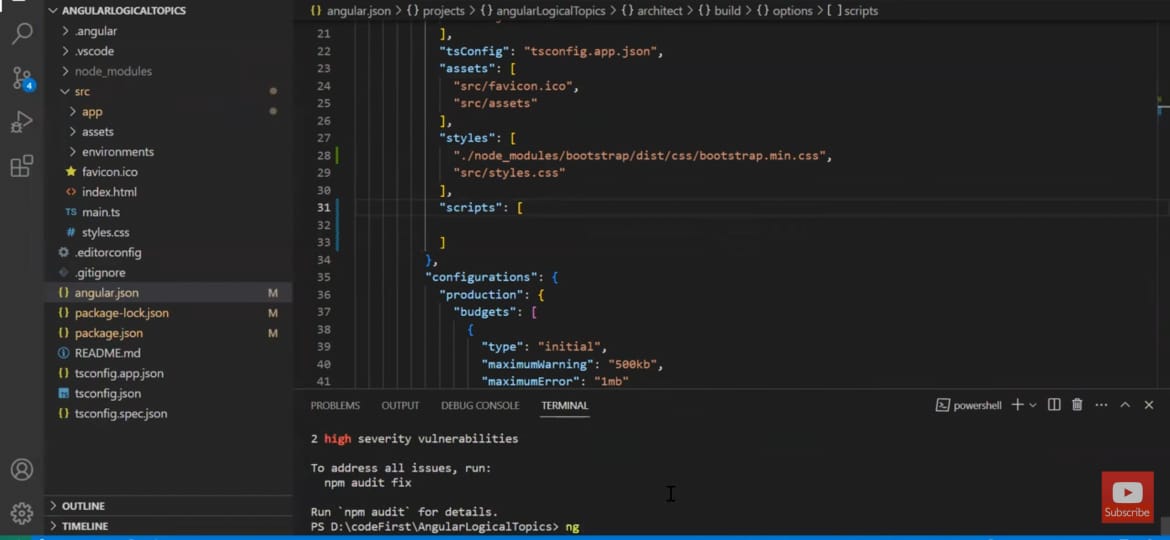 ANGULARLOGICALTOPICS
.angular
.vscode
node_modules
src
app
assets
environments
favicon.ico
index.html
TS main.ts
# styles.css
.editorconfig
.gitignore
{} angular.json M
{} package-lock.json M
{} package.json M
README.md
{} tsconfig.app.json
tsconfig.json
{} tsconfig.spec.json
OUTLINE
TIMELINE
4
{} angular.json > {} projects > {} angularLogicalTopics > {} architect > {} build > {} options > [ ] scripts
21 ],
22 "tsConfig": "tsconfig.app.json",
23 "assets": [
24 "src/favicon.ico",
25 "src/assets"
26 ],
27 "styles": [
28 "./node_modules/bootstrap/dist/css/bootstrap.min.css",
29 "src/styles.css"
30 ],
31 "scripts": [
32
33 ]
34 },
35 "configurations": {
36 "production": {
37 "budgets": [
38 {
39 "type": "initial",
40 "maximumWarning": "500kb",
41 "maximumError": "1mb"
PROBLEMS OUTPUT DEBUG CONSOLE TERMINAL powershell
2 high severity vulnerabilities
To address all issues, run:
npm audit fix
Run `npm audit` for details.
PS D:\codeFirst\AngularLogicalTopics> ng
Subscribe